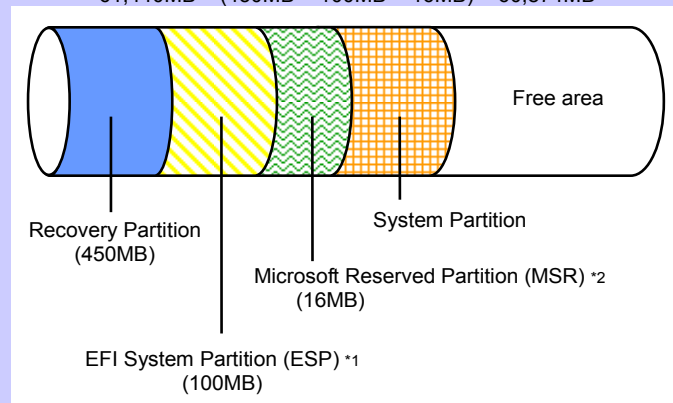 Free area
System Partition
Recovery Partition
(450MB)
Microsoft Reserved Partition (MSR) *2
(16MB)
EFI System Partition (ESP) *1
(100MB)